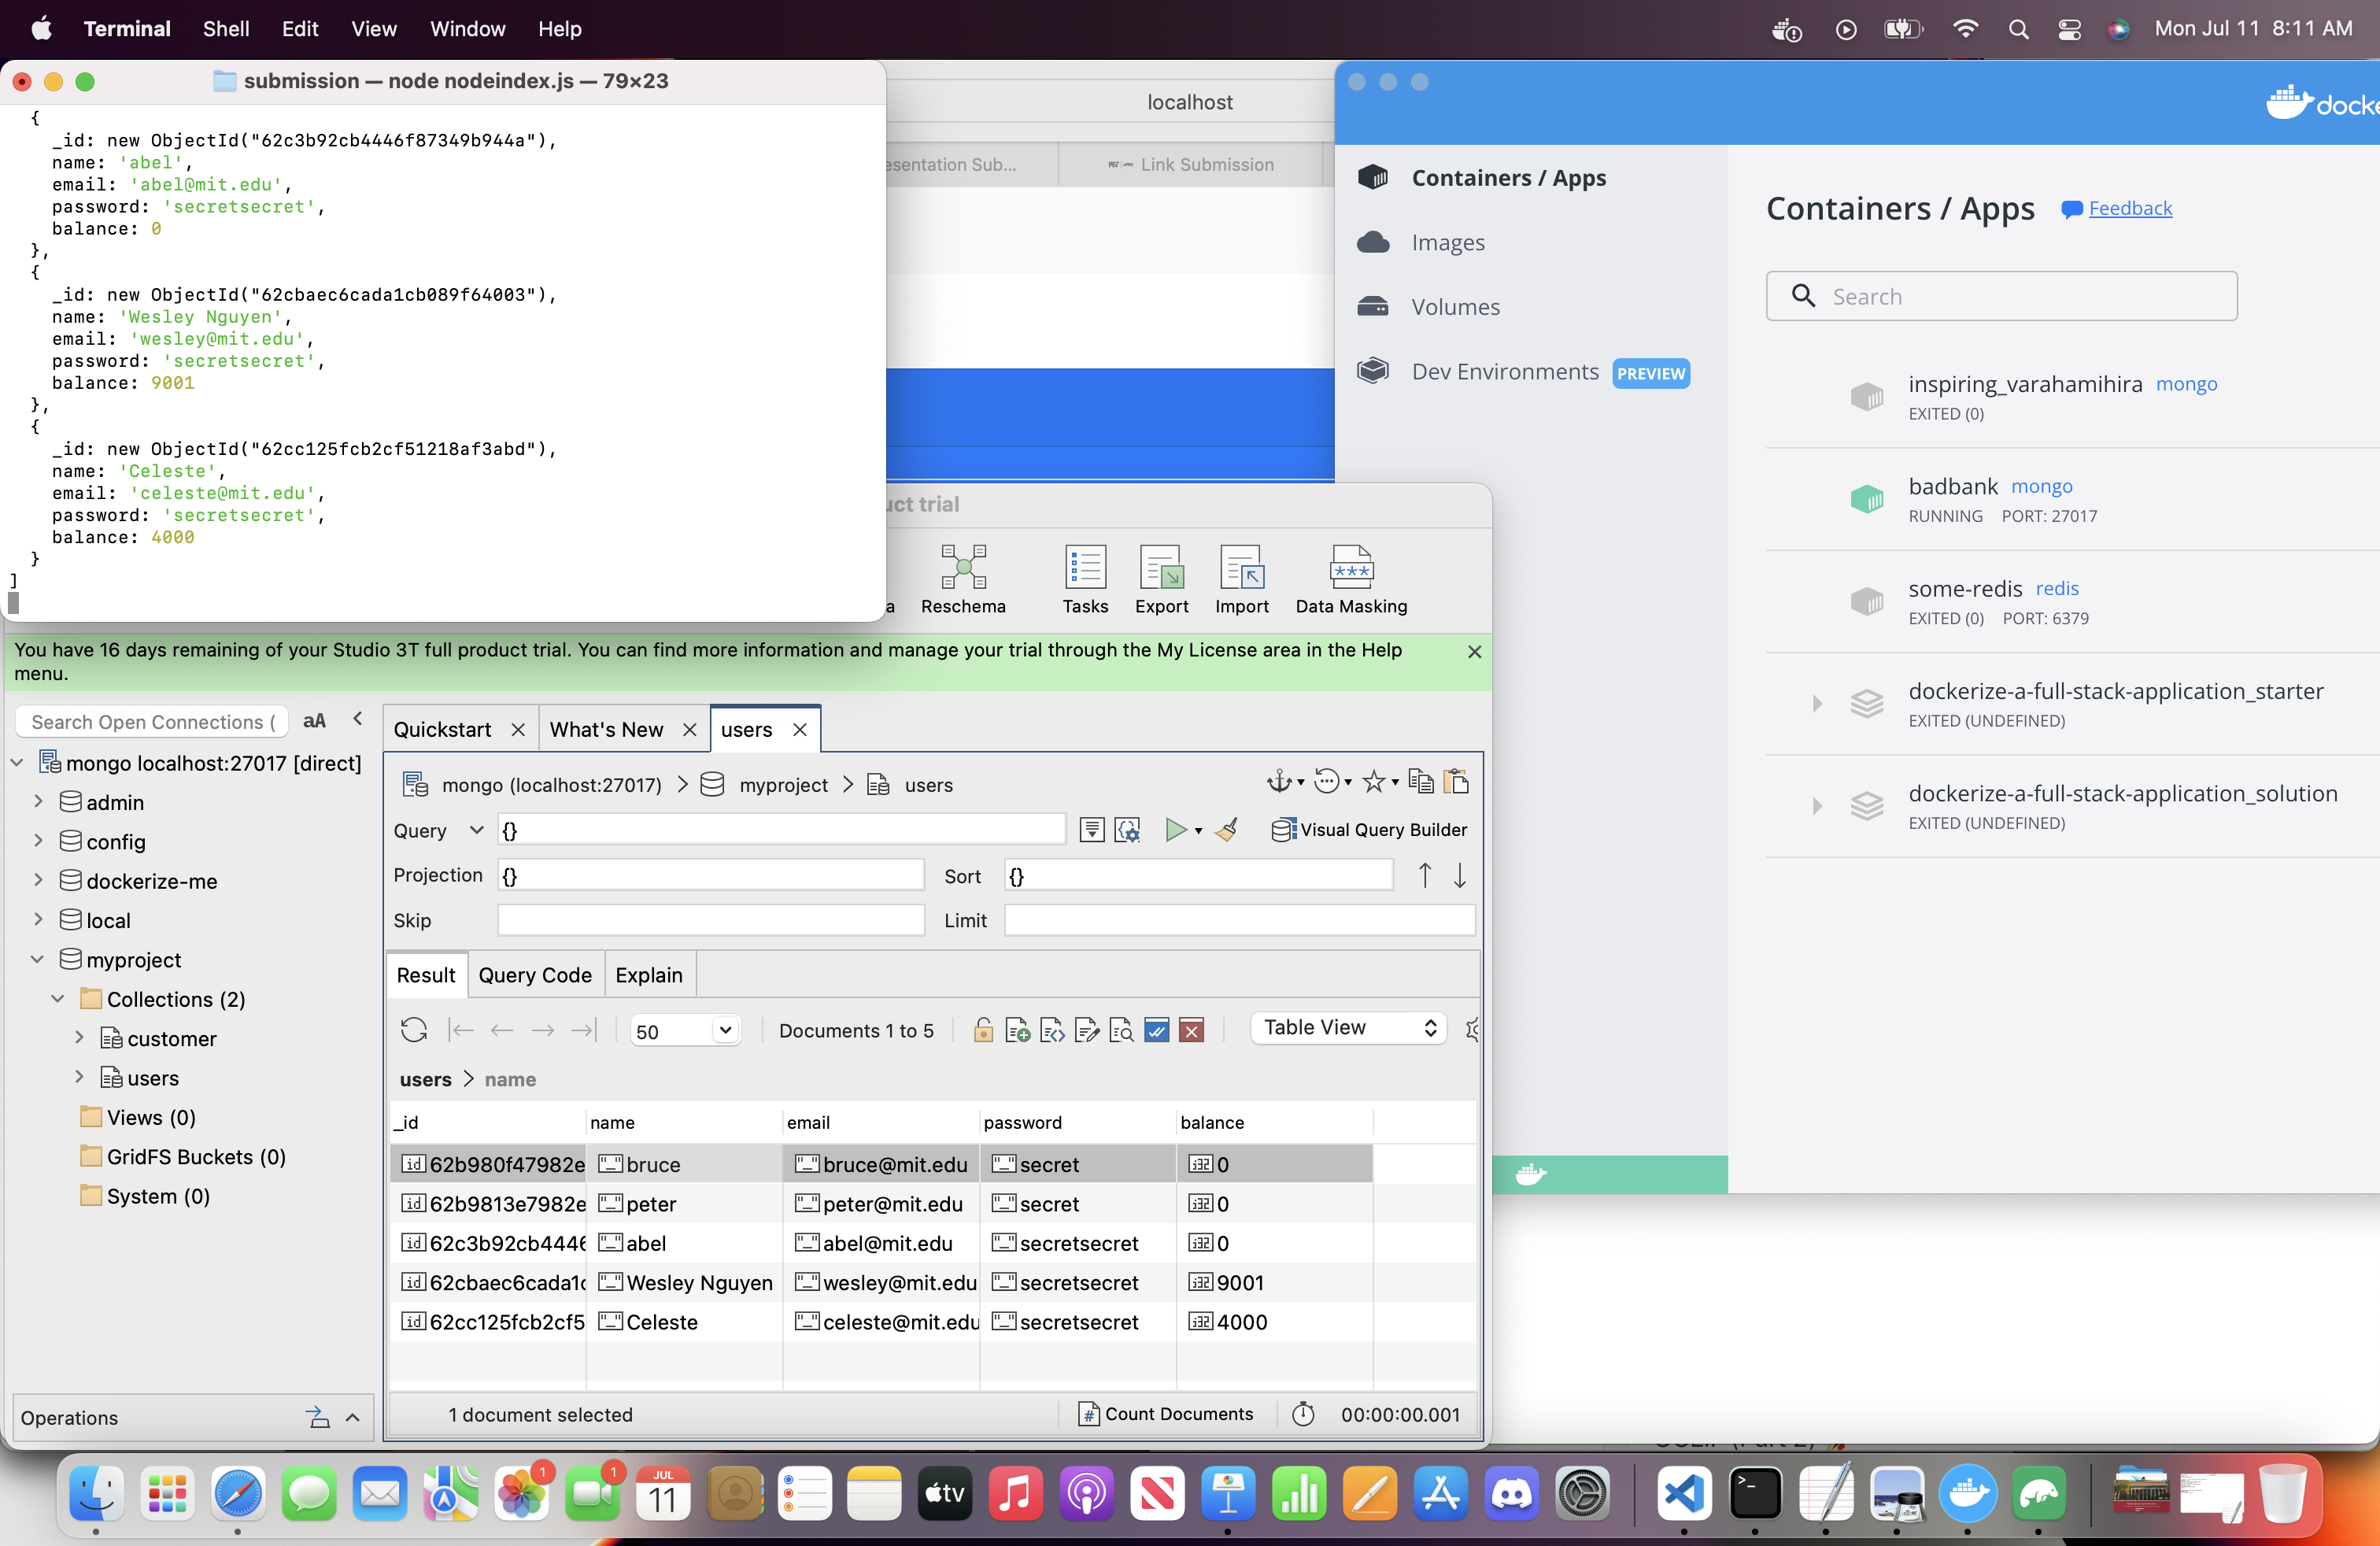 Terminal Shell Edit View Window Help
Mon Jul 11 8:11 AM
submission — node nodeindex.js — 79×23
{
_id: new ObjectId("62c3b92cb4446f87349b944a"),
name: 'abel',
email: 'abel@mit.edu',
password: 'secretsecret',
balance: 0
},
{
_id: new ObjectId("62cbaec6cada1cb089f64003"),
name: 'Wesley Nguyen',
email: 'wesley@mit.edu',
password: 'secretsecret',
balance: 9001
},
{
_id: new ObjectId("62cc125fcb2cf51218af3abd"),
name: 'Celeste',
email: 'celeste@mit.edu',
password: 'secretsecret',
balance: 4000
}
]
localhost
esentation Sub...
Link Submission
docke
Containers / Apps
Images
Volumes
Dev Environments PREVIEW
Containers / Apps Feedback
Search
inspiring_varahamihira mongo
EXITED (0)
badbank mongo
RUNNING PORT: 27017
some-redis redis
EXITED (0) PORT: 6379
dockerize-a-full-stack-application_starter
EXITED (UNDEFINED)
dockerize-a-full-stack-application_solution
EXITED (UNDEFINED)
uct trial
a Reschema Tasks Export Import Data Masking
You have 16 days remaining of your Studio 3T full product trial. You can find more information and manage your trial through the My License area in the Help
menu.
Search Open Connections ( aA
mongo localhost:27017 [direct]
admin
config
dockerize-me
local
myproject
Collections (2)
customer
users
Views (0)
GridFS Buckets (0)
System (0)
Operations
Quickstart What's New users
mongo (localhost:27017) myproject users
Query {} Visual Query Builder
Projection {} Sort {}
Skip Limit
Result Query Code Explain
50 Documents 1 to 5 Table View
users > name
_id name email password balance
62b980f47982e bruce bruce@mit.edu secret 0
62b9813e7982e peter peter@mit.edu secret 0
62c3b92cb4446 abel abel@mit.edu secretsecret 0
62cbaec6cada1c Wesley Nguyen wesley@mit.edu secretsecret 9001
62cc125fcb2cf5 Celeste celeste@mit.edu secretsecret 4000
1 document selected Count Documents 00:00:00.001
1
1
JUL
11
tv